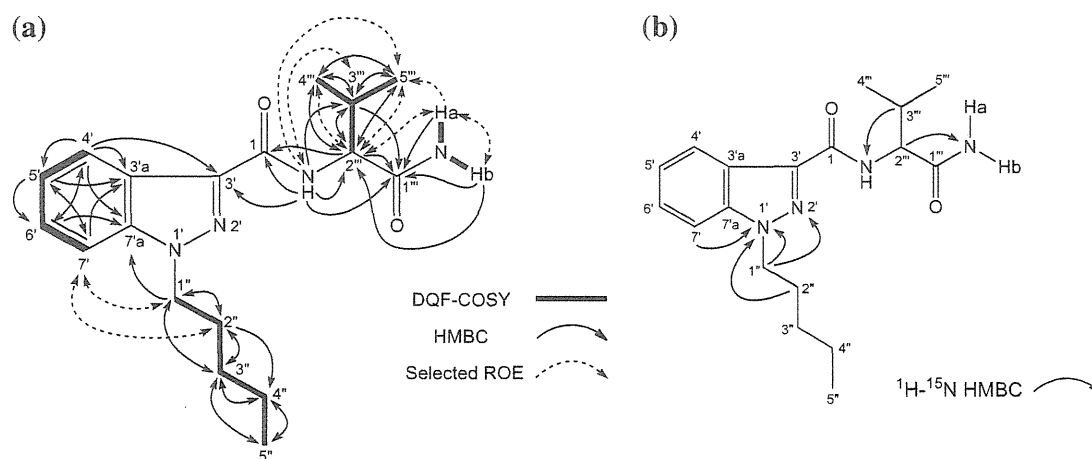 (a)
4''' 3''' 5'''
O Ha
4' 1 N
5' 3'a 3' N 2''' 1''' Hb
H
6' N 2' O
7'a 1' N
7'
1''
2''
3''
4''
5''
DQF-COSY
HMBC
Selected ROE
(b)
4''' 5'''
O 3''' Ha
4' 3' 1 2''' 1''' N
5' 3'a N Hb
H
6' 1' N 2' O
7'a N
7'
1''
2''
3''
4''
5''
¹H-¹⁵N HMBC